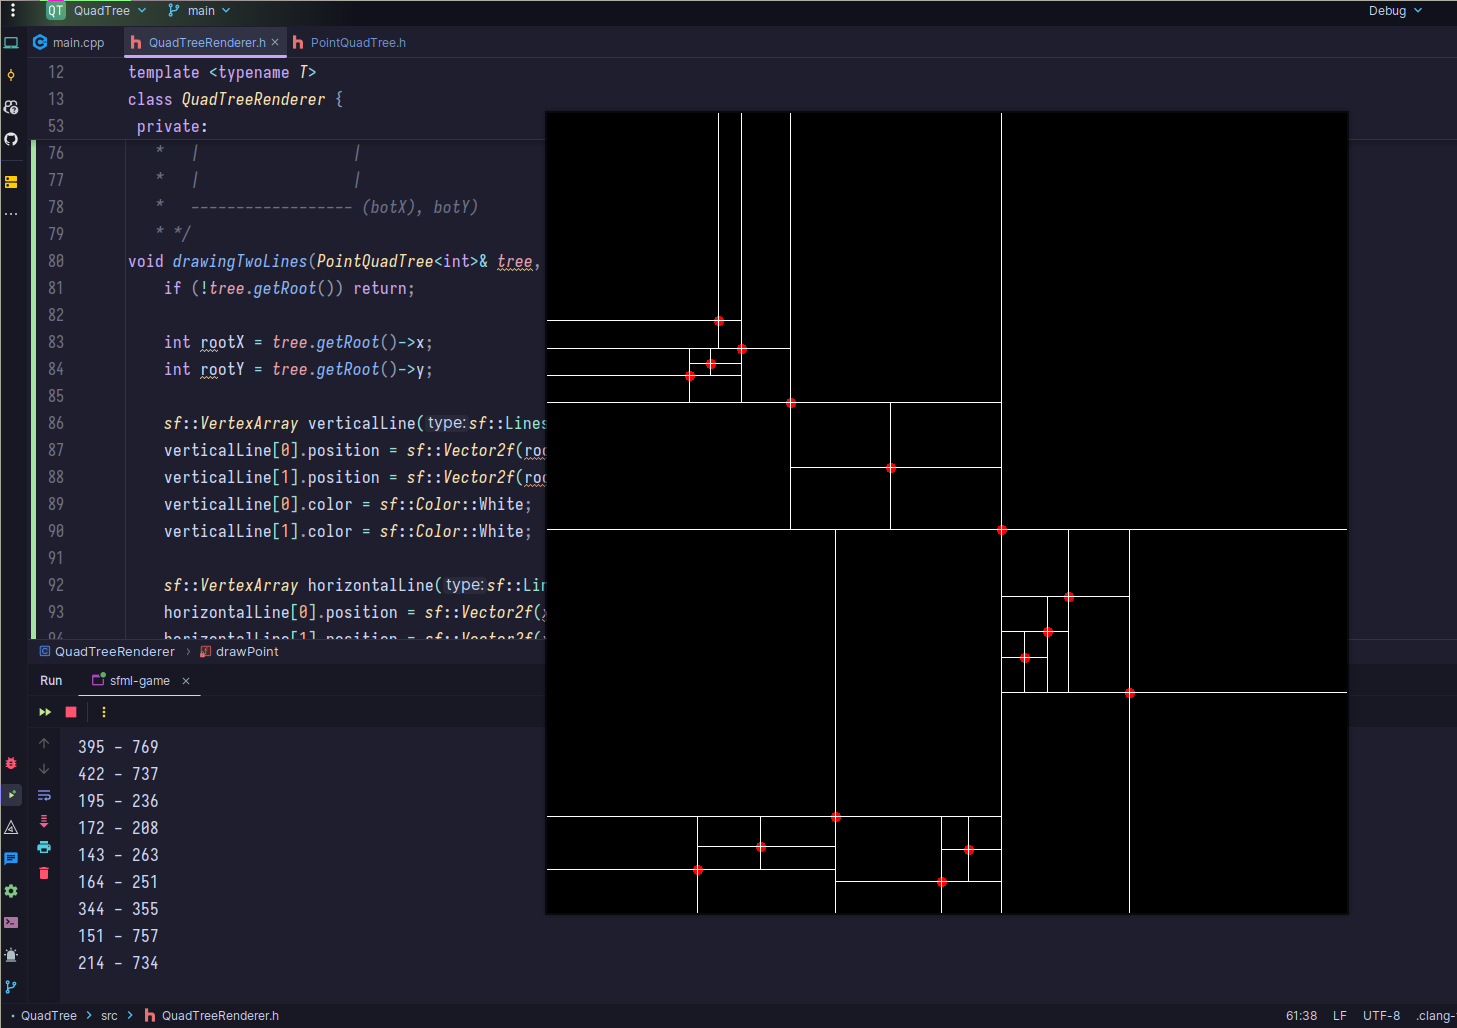 QT QuadTree main Debug
main.cpp QuadTreeRenderer.h PointQuadTree.h
12 template <typename T>
13 class QuadTreeRenderer {
53 private:
76 * | |
77 * | |
78 * ------------------ (botX), botY)
79 * */
80 void drawingTwoLines(PointQuadTree<int>& tree,
81 if (!tree.getRoot()) return;
82
83 int rootX = tree.getRoot()->x;
84 int rootY = tree.getRoot()->y;
85
86 sf::VertexArray verticalLine(type:sf::Lines
87 verticalLine[0].position = sf::Vector2f(roo
88 verticalLine[1].position = sf::Vector2f(roo
89 verticalLine[0].color = sf::Color::White;
90 verticalLine[1].color = sf::Color::White;
91
92 sf::VertexArray horizontalLine(type:sf::Lin
93 horizontalLine[0].position = sf::Vector2f(
94 horizontalLine[1].position = sf::Vector2f(
QuadTreeRenderer drawPoint
Run sfml-game
395 - 769
422 - 737
195 - 236
172 - 208
143 - 263
164 - 251
344 - 355
151 - 757
214 - 734
QuadTree src QuadTreeRenderer.h 61:38 LF UTF-8 .clang-